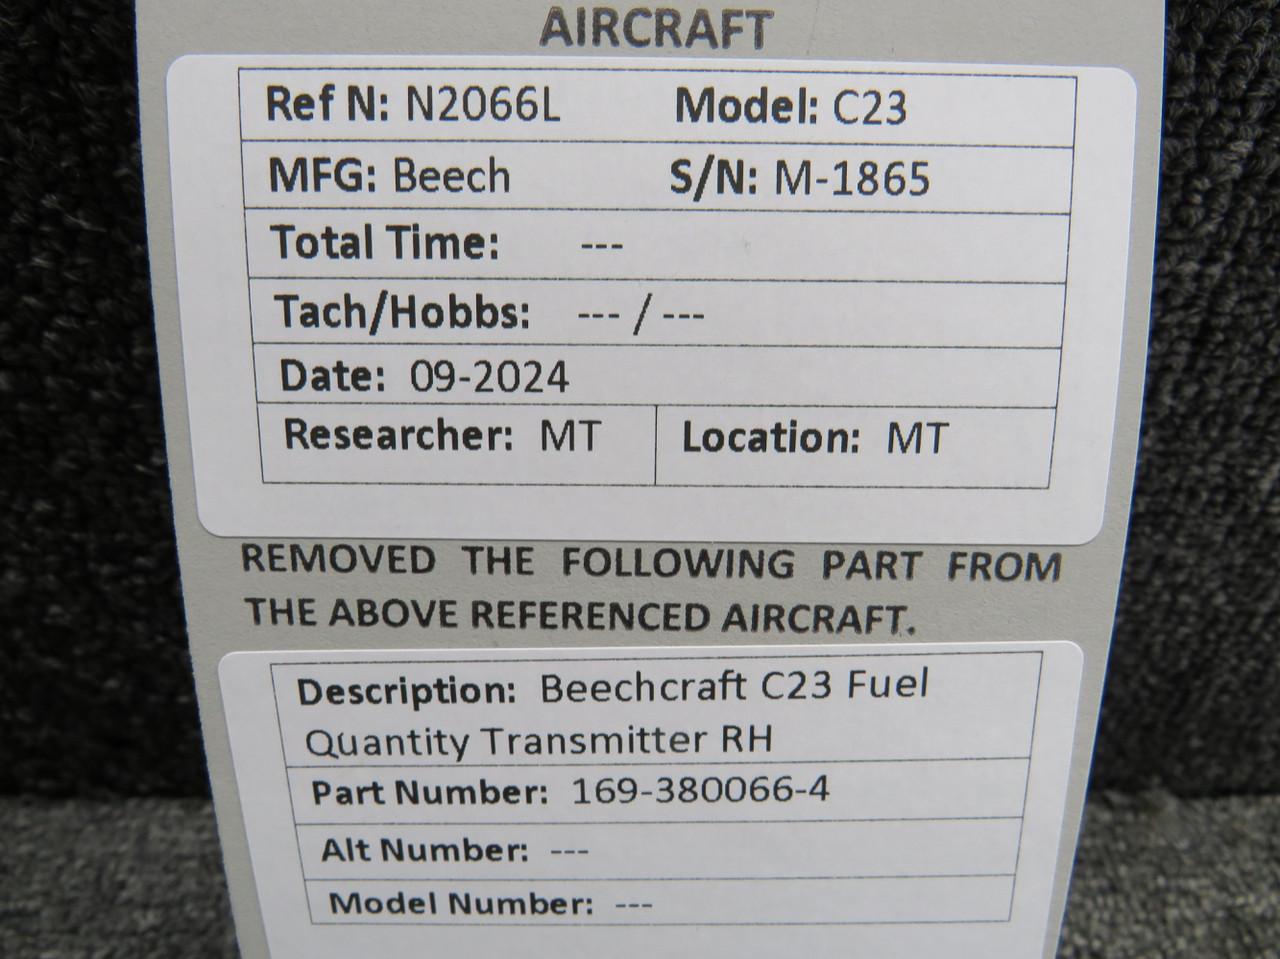 AIRCRAFT
Ref N: N2066L Model: C23
MFG: Beech S/N: M-1865
Total Time: ---
Tach/Hobbs: --- / ---
Date: 09-2024
Researcher: MT Location: MT
REMOVED THE FOLLOWING PART FROM
THE ABOVE REFERENCED AIRCRAFT.
Description: Beechcraft C23 Fuel
Quantity Transmitter RH
Part Number: 169-380066-4
Alt Number: ---
Model Number: ---